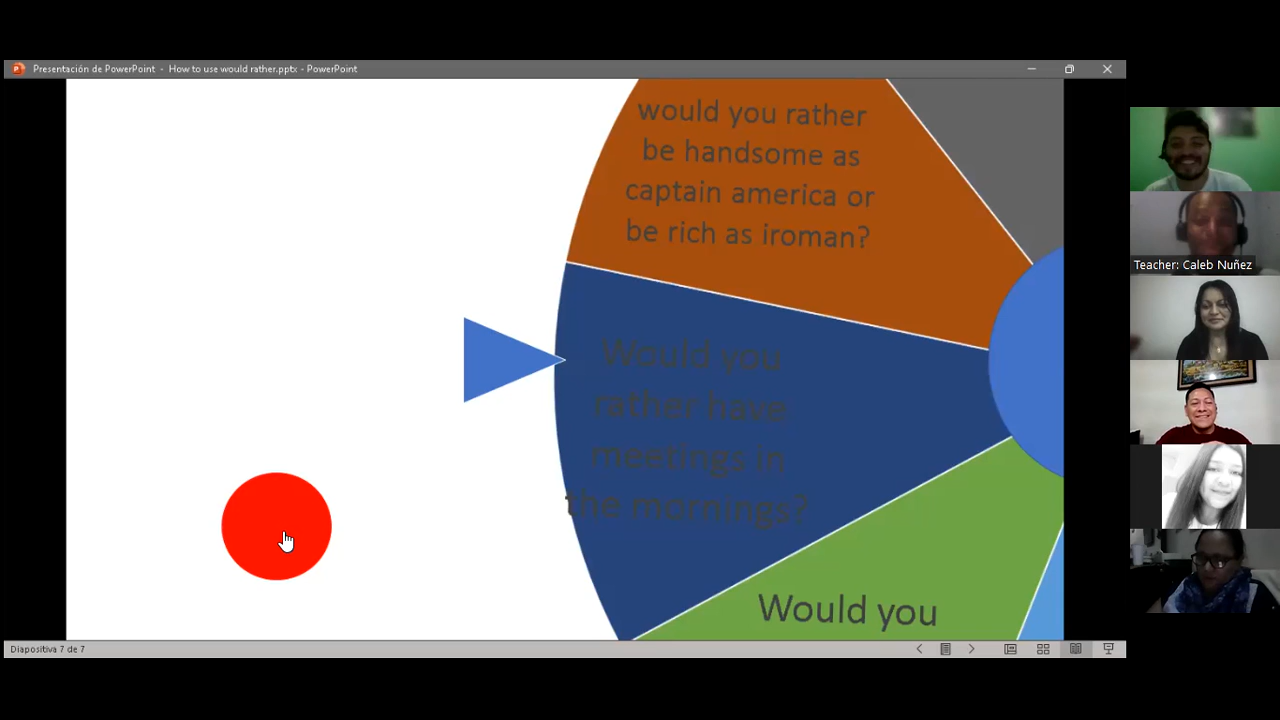 Presentación de PowerPoint - How to use would rather.pptx - PowerPoint
would you rather
be handsome as
captain america or
be rich as iroman?
Would you
rather have
meetings in
the mornings?
Would you
Teacher: Caleb Nuñez
Diapositiva 7 de 7